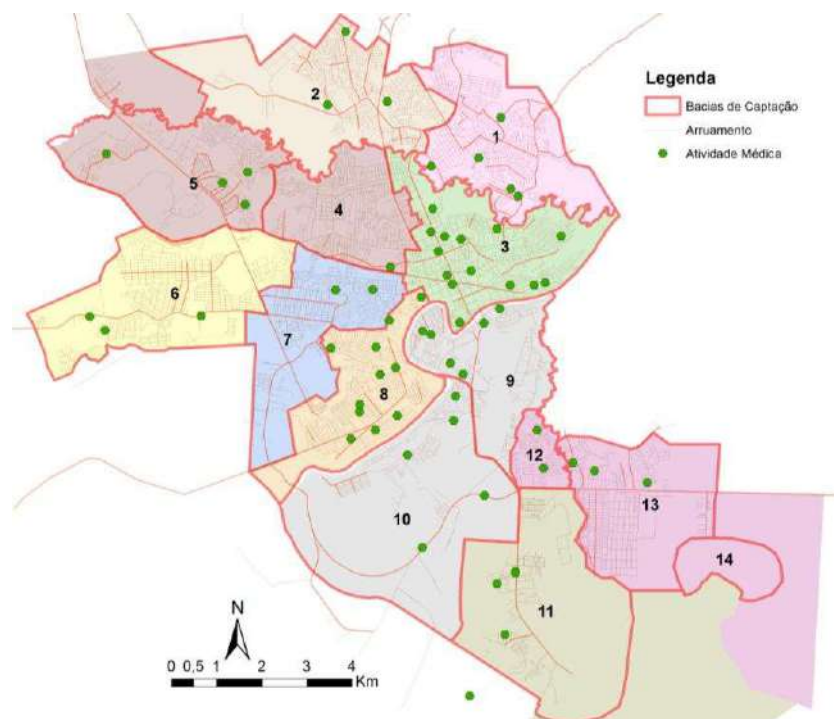 Legenda
Bacias de Captação
Arruamento
Atividade Médica
2
1
5
4
3
6
7
8
9
12
13
10
14
11
N
0 0,5 1 2 3 4
Km